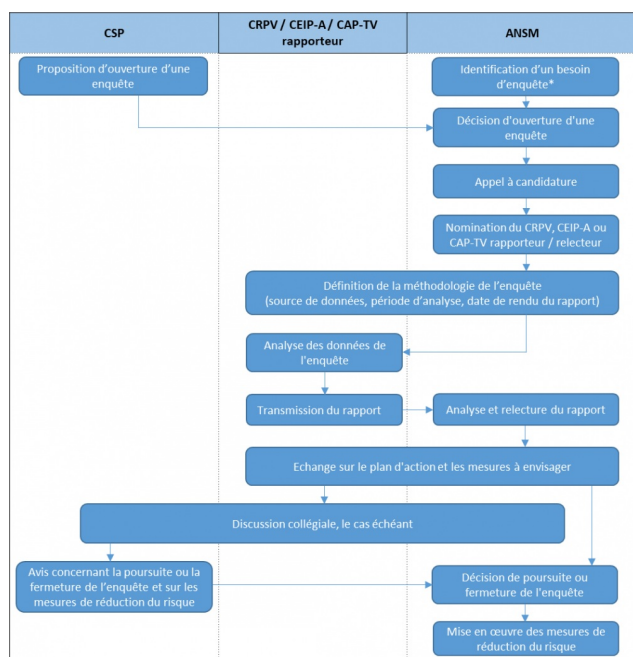 CSP
CRPV / CEIP-A / CAP-TV
rapporteur
ANSM
Proposition d'ouverture d'une
enquête
Identification d'un besoin
d'enquête*
Décision d'ouverture d'une
enquête
Appel à candidature
Nomination du CRPV, CEIP-A ou
CAP-TV rapporteur / relecteur
Définition de la méthodologie de l'enquête
(source de données, période d'analyse, date de rendu du rapport)
Analyse des données de
l'enquête
Transmission du rapport
Analyse et relecture du rapport
Echange sur le plan d'action et les mesures à envisager
Discussion collégiale, le cas échéant
Avis concernant la poursuite ou la
fermeture de l'enquête et sur les
mesures de réduction du risque
Décision de poursuite ou
fermeture de l'enquête
Mise en œuvre des mesures de
réduction du risque